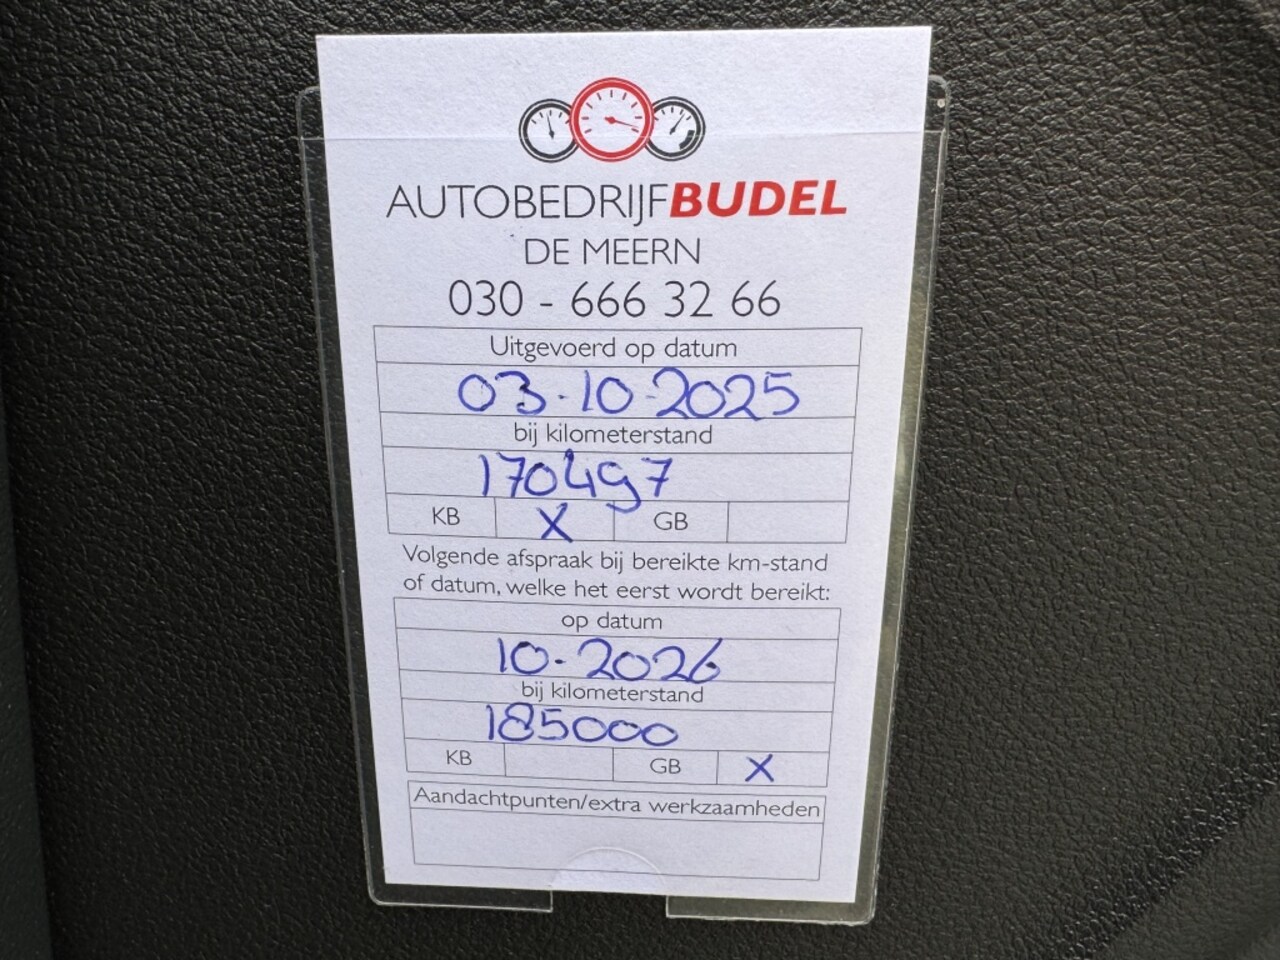 AUTOBEDRIJFBUDEL
DE MEERN
030 - 666 32 66
Uitgevoerd op datum
03-10-2025
bij kilometerstand
170497
KB X GB
Volgende afspraak bij bereikte km-stand
of datum, welke het eerst wordt bereikt:
op datum
10-2026
bij kilometerstand
185000
KB GB X
Aandachtpunten/extra werkzaamheden